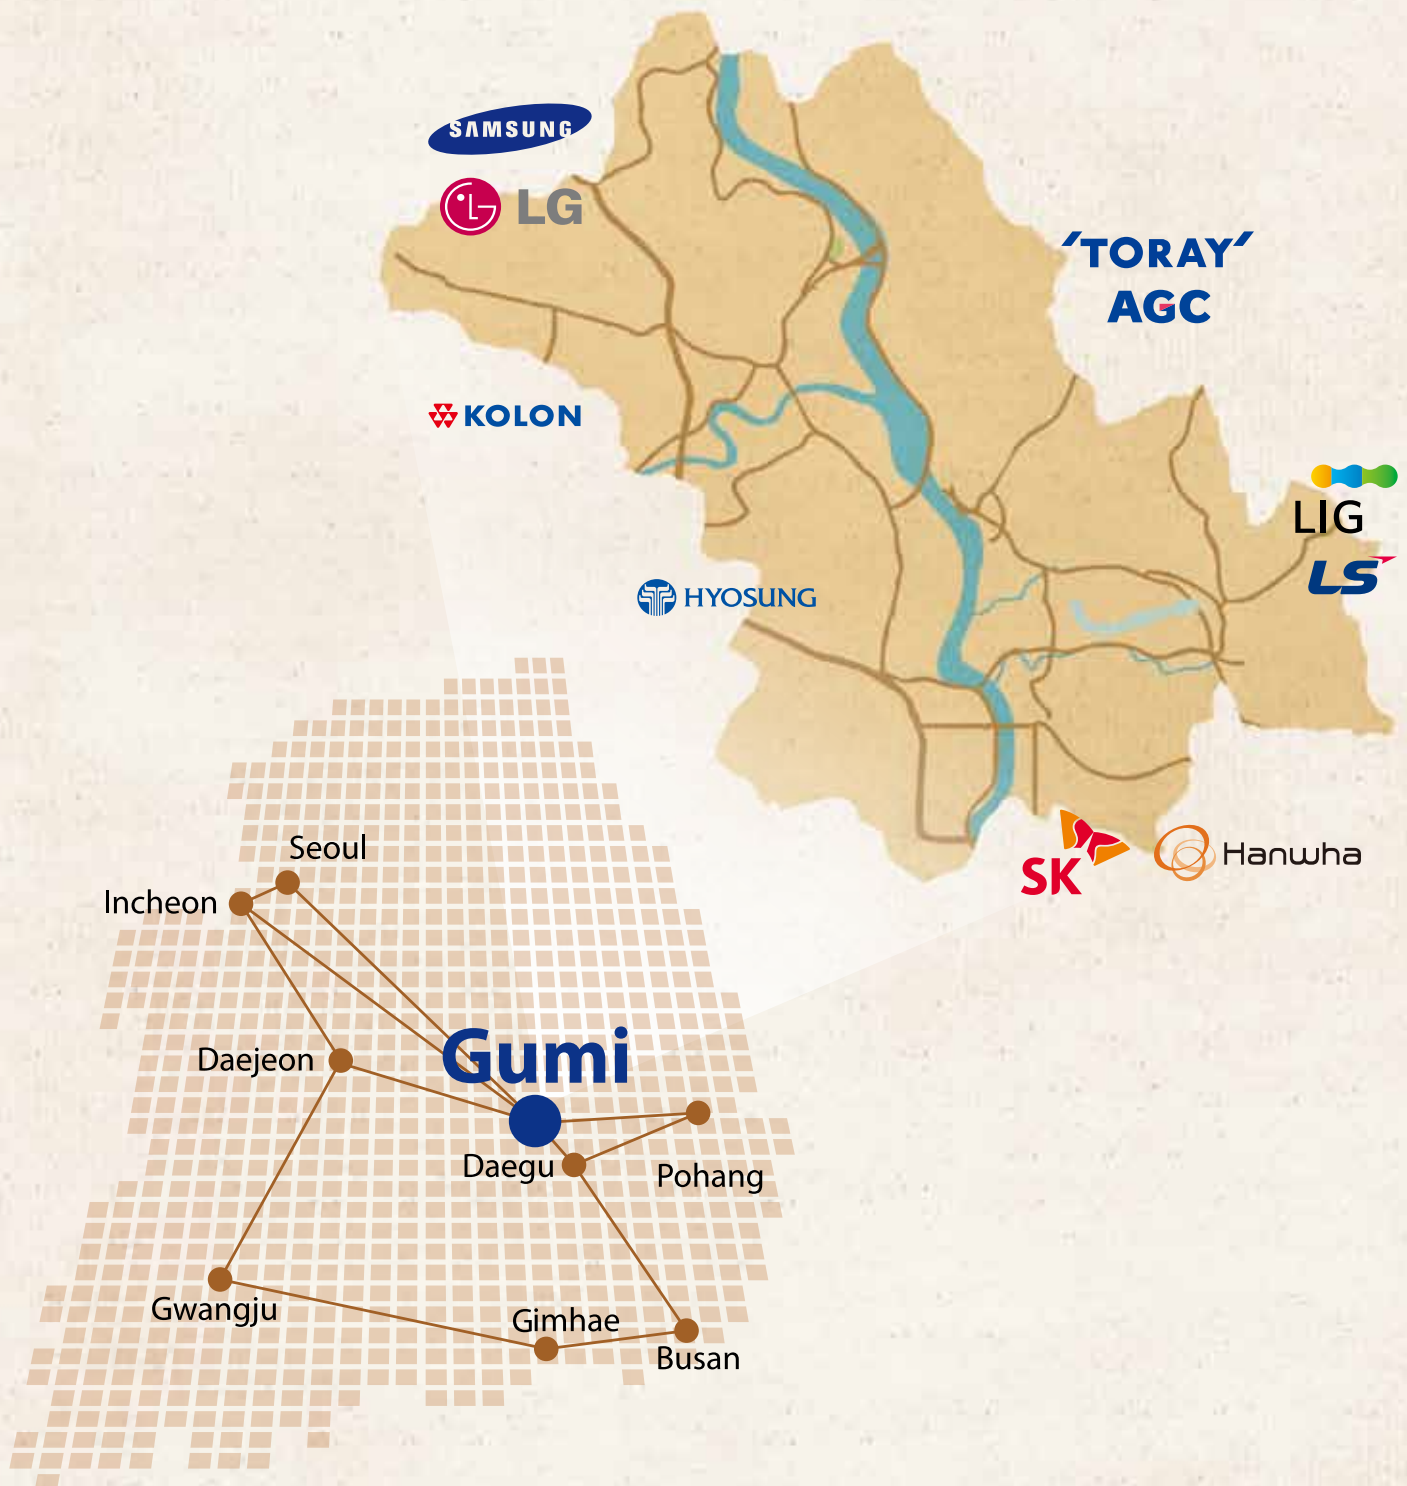 SAMSUNG
LG
'TORAY'
AGC
KOLON
LIG
LS
HYOSUNG
SK
Hanwha
Seoul
Incheon
Gumi
Daejeon
Daegu
Pohang
Gwangju
Gimhae
Busan